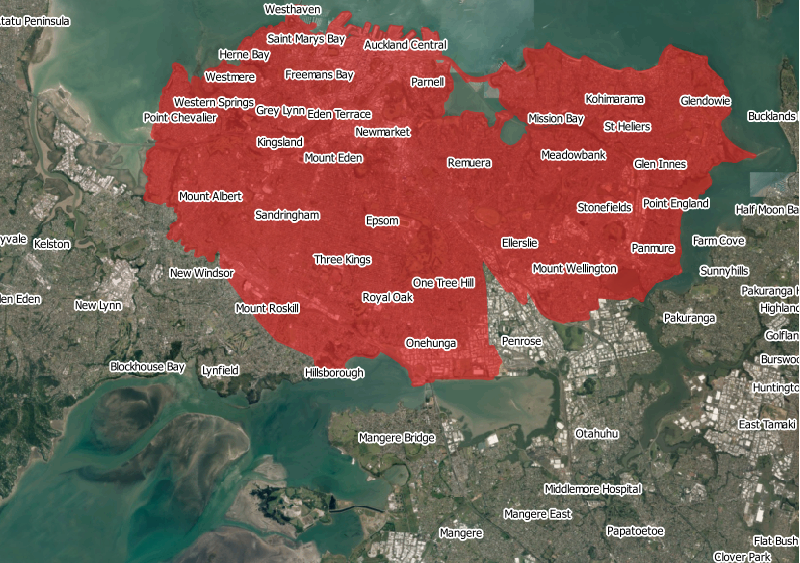 Westhaven
tatu Peninsula
Saint Marys Bay
Auckland Central
Herne Bay
Westmere
Freemans Bay
Parnell
Western Springs
Kohimarama
Glendowie
Point Chevalier
Grey Lynn
Eden Terrace
Mission Bay
Bucklands
St Heliers
Newmarket
Kingsland
Mount Eden
Meadowbank
Remuera
Glen Innes
Mount Albert
Sandringham
Epsom
Stonefields
Point England
Half Moon Ba
yvale
Kelston
Ellerslie
Panmure
Farm Cove
Three Kings
New Windsor
Mount Wellington
Sunnyhills
One Tree Hill
len Eden
New Lynn
Royal Oak
Pakuranga H
Mount Roskill
Highland
Pakuranga
Golflan
Onehunga
Penrose
Burswoo
Blockhouse Bay
Lynfield
Hillsborough
Huntingto
East Tamaki
Mangere Bridge
Otahuhu
Middlemore Hospital
Mangere East
Mangere
Papatoetoe
Flat Bush
Clover Park